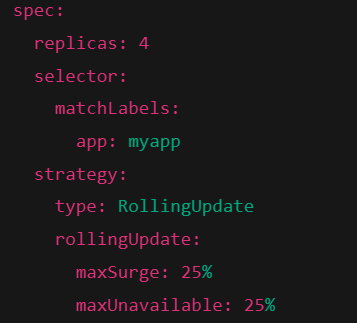 spec:
  replicas: 4
  selector:
    matchLabels:
      app: myapp
  strategy:
    type: RollingUpdate
    rollingUpdate:
      maxSurge: 25%
      maxUnavailable: 25%